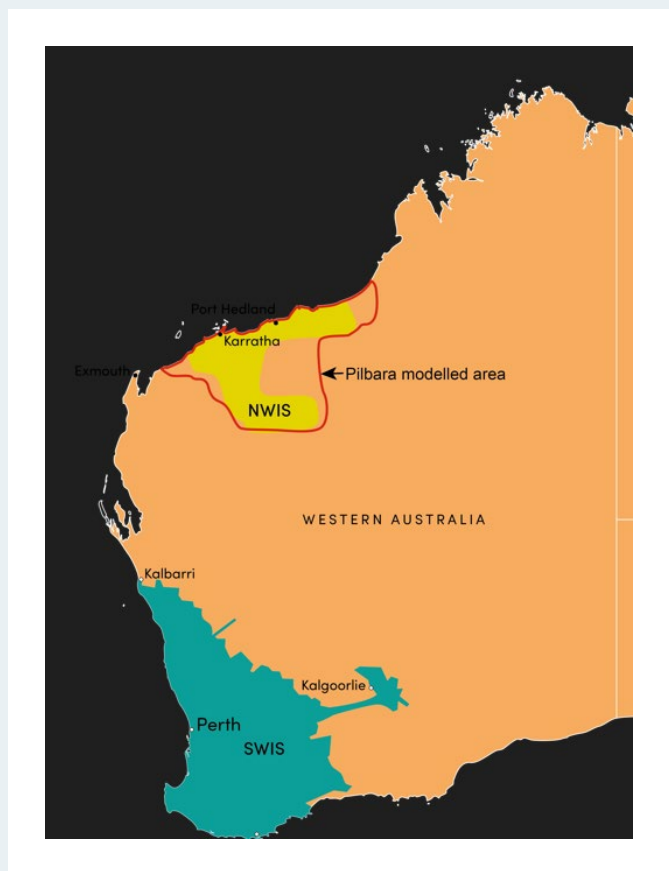 Port Hedland
Karratha
Exmouth
Pilbara modelled area
NWIS
WESTERN AUSTRALIA
Kalbarri
Kalgoorlie
Perth
SWIS